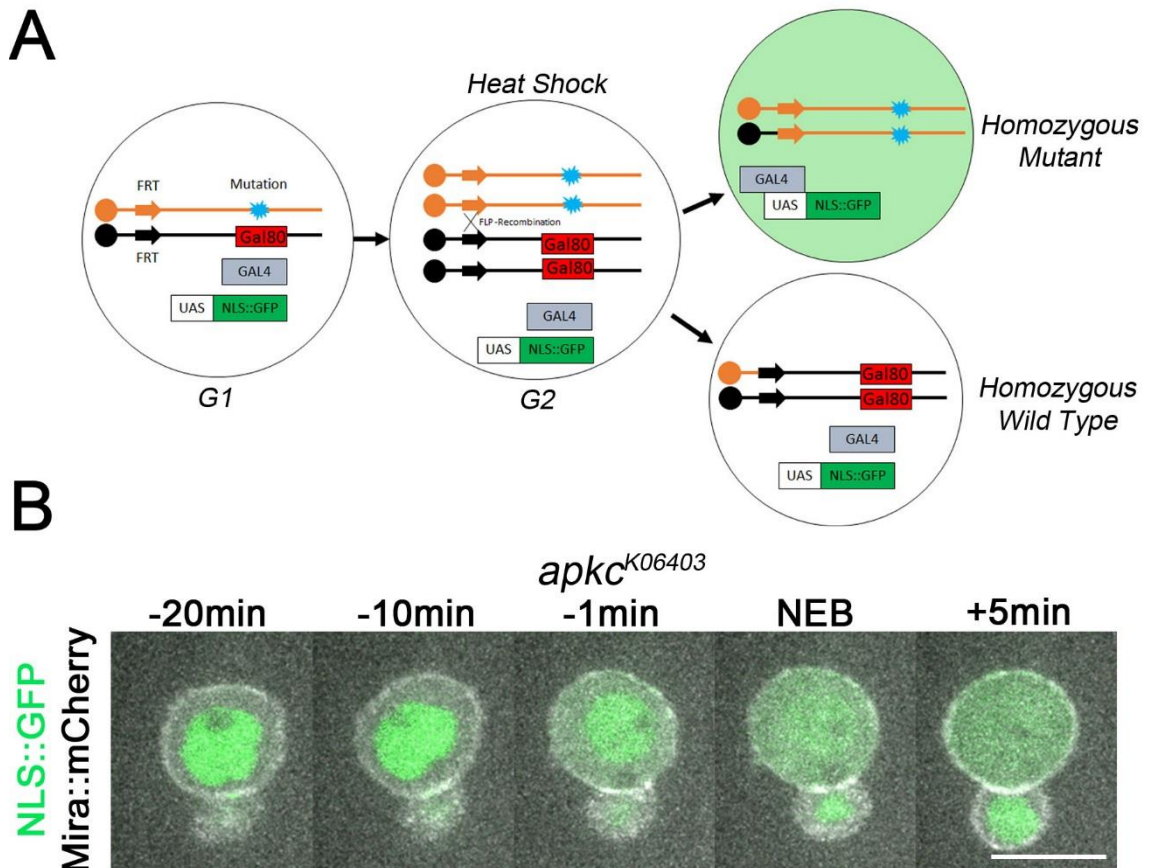 A
Heat Shock
FRT
Mutation
Gal80
FRT
GAL4
UAS NLS::GFP
G1
FLP-Recombination
Gal80
Gal80
GAL4
UAS NLS::GFP
G2
GAL4
UAS NLS::GFP
Homozygous
Mutant
Gal80
Gal80
GAL4
UAS NLS::GFP
Homozygous
Wild Type
B
apkcK06403
-20min -10min -1min NEB +5min
NLS::GFP
Mira::mCherry